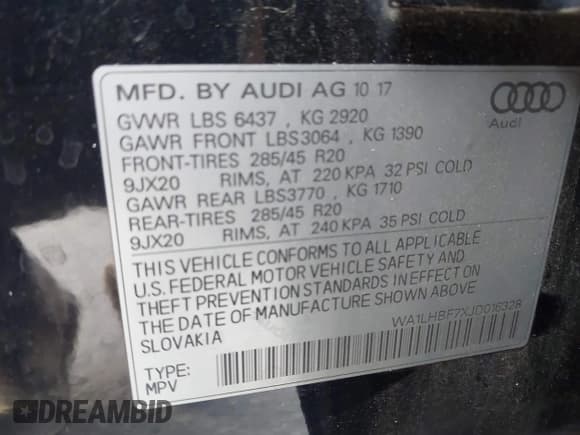 MFD. BY AUDI AG 10 17
GVWR LBS 6437 , KG 2920
GAWR FRONT LBS3064 , KG 1390
FRONT-TIRES 285/45 R20
9JX20 RIMS, AT 220 KPA 32 PSI COLD
GAWR REAR LBS3770 , KG 1710
REAR-TIRES 285/45 R20
9JX20 RIMS, AT 240 KPA 35 PSI COLD
THIS VEHICLE CONFORMS TO ALL APPLICABLE
U.S. FEDERAL MOTOR VEHICLE SAFETY AND
THEFT PREVENTION STANDARDS IN EFFECT ON
THE DATE OF MANUFACTURE SHOWN ABOVE
SLOVAKIA
WA1LHBF7XJD016328
TYPE:
MPV
Audi
DREAMBID